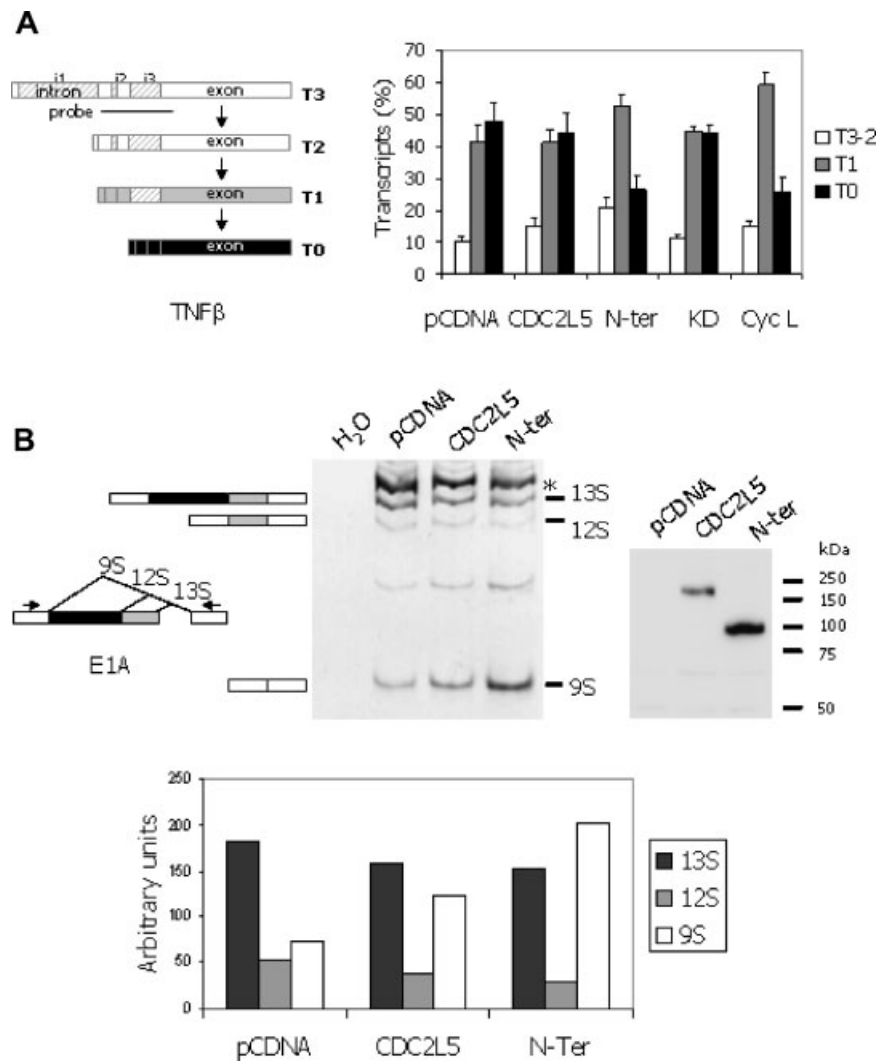 A
i1 i2 i3
intron exon T3
probe
exon T2
exon T1
exon T0
TNFβ
Transcripts (%)
70
60
50
40
30
20
10
0
pCDNA CDC2L5 N-ter KD Cyc L
T3-2
T1
T0
B
H2O pCDNA CDC2L5 N-ter
*
13S
12S
9S
9S
12S
13S
E1A
pCDNA CDC2L5 N-ter
kDa
250
150
100
75
50
Arbitrary units
250
200
150
100
50
0
pCDNA CDC2L5 N-Ter
13S
12S
9S